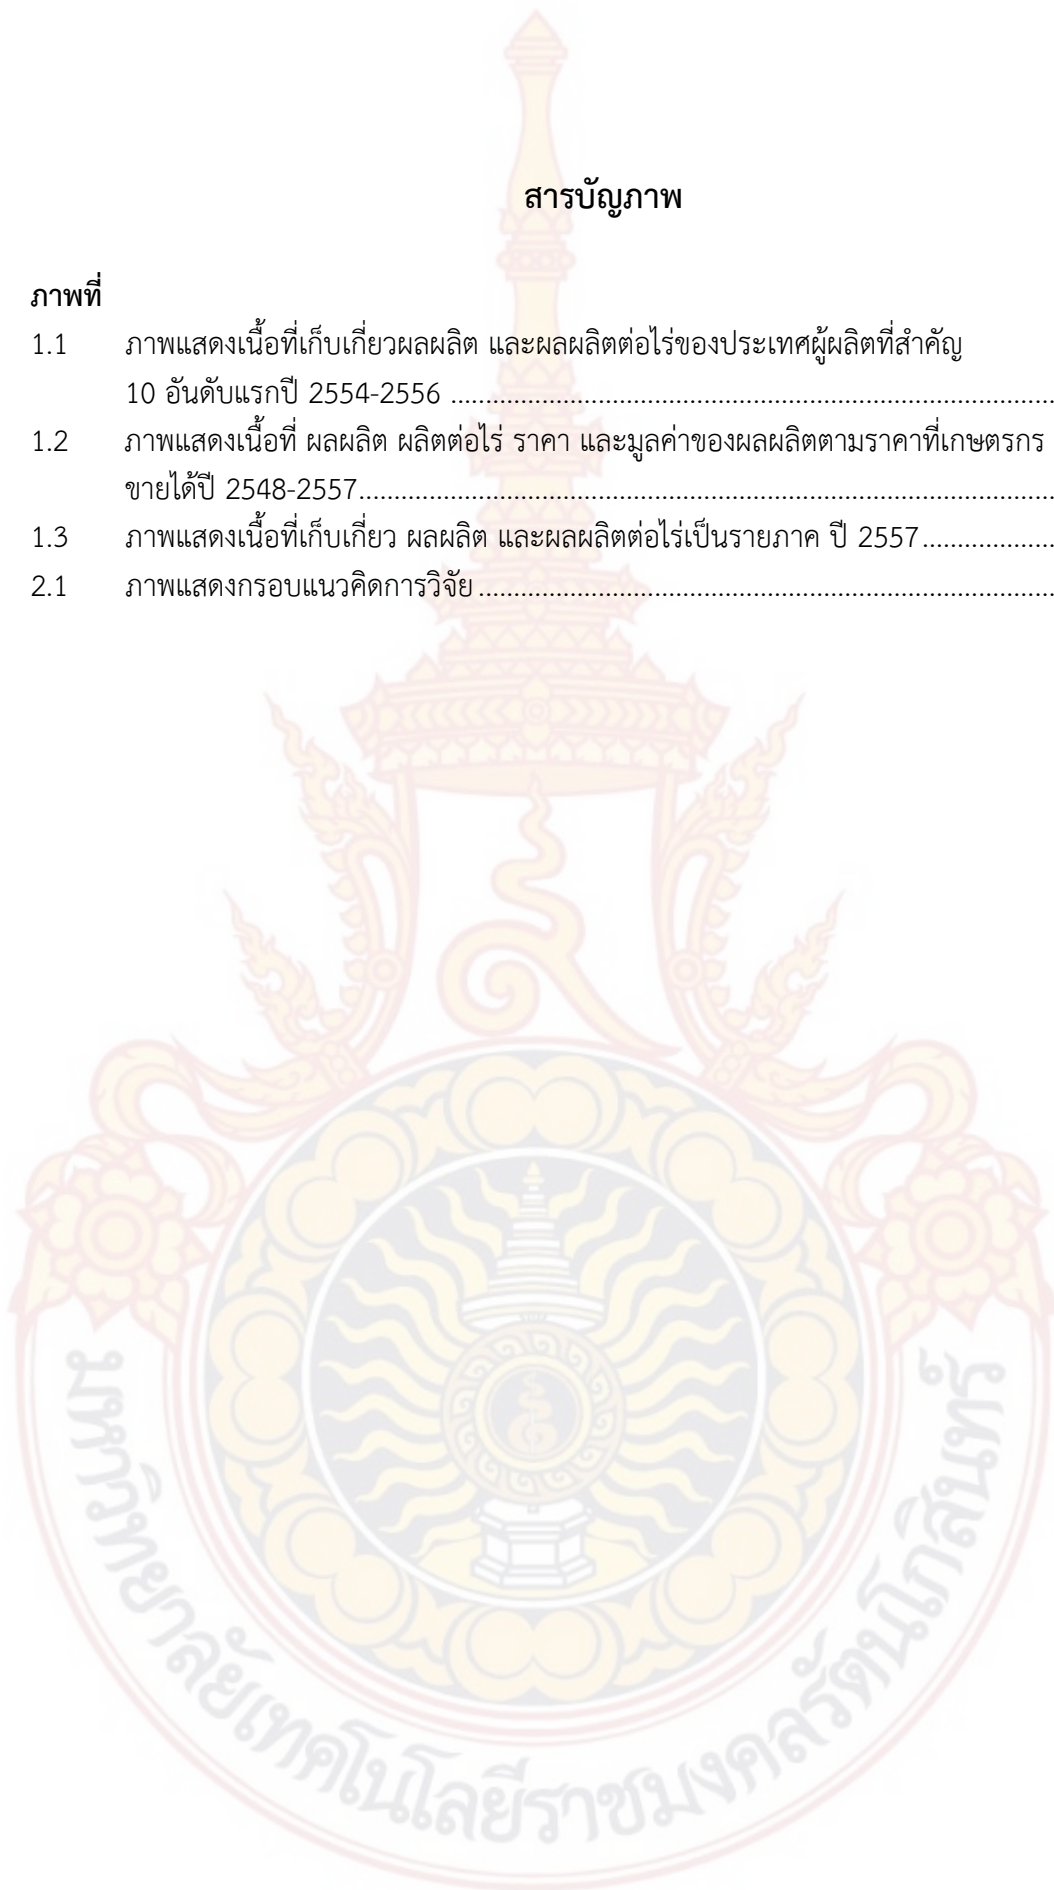 สารบัญภาพ
ภาพที่
1.1 ภาพแสดงเนื้อที่เก็บเกี่ยวผลผลิต และผลผลิตต่อไร่ของประเทศผู้ผลิตที่สำคัญ
10 อันดับแรกปี 2554-2556 .......................................................................................
1.2 ภาพแสดงเนื้อที่ ผลผลิต ผลิตต่อไร่ ราคา และมูลค่าของผลผลิตตามราคาที่เกษตรกร
ขายได้ปี 2548-2557....................................................................................................
1.3 ภาพแสดงเนื้อที่เก็บเกี่ยว ผลผลิต และผลผลิตต่อไร่เป็นรายภาค ปี 2557...................
2.1 ภาพแสดงกรอบแนวคิดการวิจัย...................................................................................
มหาวิทยาลัยเทคโนโลยีราชมงคลรัตนโกสินทร์